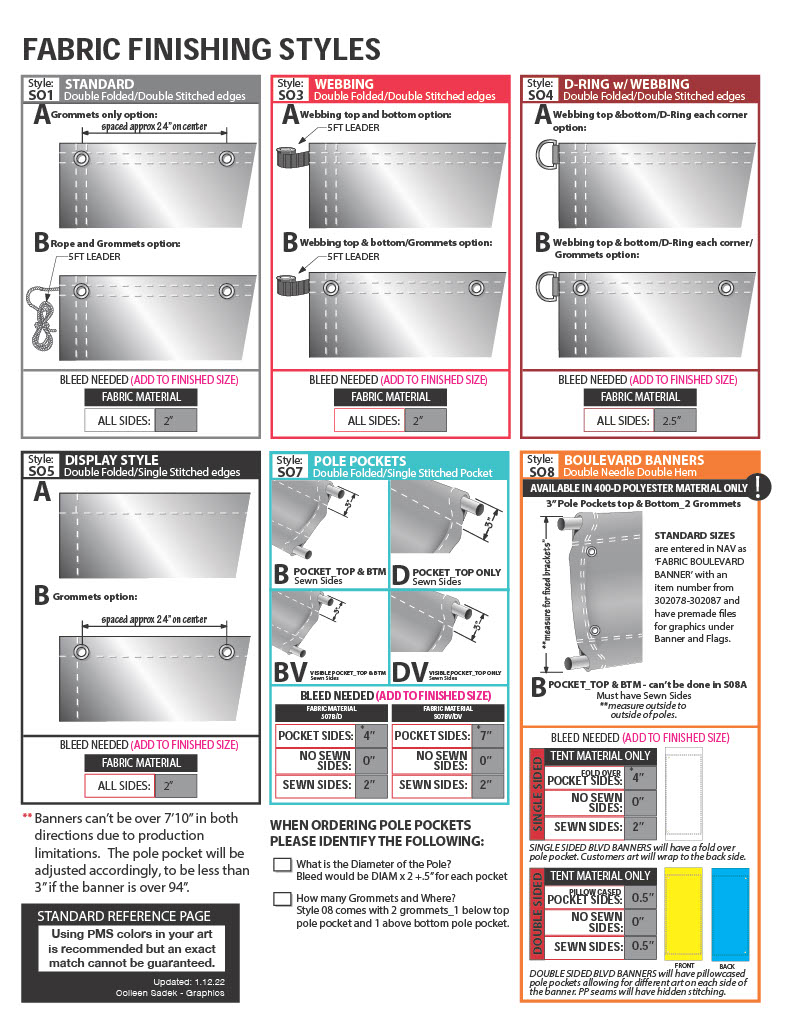 FABRIC FINISHING STYLES
Style:
SO1
STANDARD
Double Folded/Double Stitched edges
A Grommets only option:
spaced approx 24" on center
B Rope and Grommets option:
5FT LEADER
BLEED NEEDED (ADD TO FINISHED SIZE)
FABRIC MATERIAL
ALL SIDES: 2"
Style:
SO3
WEBBING
Double Folded/Double Stitched edges
A Webbing top and bottom option:
5FT LEADER
B Webbing top & bottom/Grommets option:
5FT LEADER
BLEED NEEDED (ADD TO FINISHED SIZE)
FABRIC MATERIAL
ALL SIDES: 2"
Style:
SO4
D-RING w/ WEBBING
Double Folded/Double Stitched edges
A Webbing top &bottom/D-Ring each corner
option:
B Webbing top & bottom/D-Ring each corner/
Grommets option:
BLEED NEEDED (ADD TO FINISHED SIZE)
FABRIC MATERIAL
ALL SIDES: 2.5"
Style:
SO5
DISPLAY STYLE
Double Folded/Single Stitched edges
A
B Grommets option:
spaced approx 24" on center
BLEED NEEDED (ADD TO FINISHED SIZE)
FABRIC MATERIAL
ALL SIDES: 2"
Style:
SO7
POLE POCKETS
Double Folded/Single Stitched Pocket
3"
B POCKET_TOP & BTM
Sewn Sides
3"
D POCKET_TOP ONLY
Sewn Sides
3"
BV VISIBLE POCKET_TOP & BTM
Sewn Sides
3"
DV VISIBLE POCKET_TOP ONLY
Sewn Sides
BLEED NEEDED (ADD TO FINISHED SIZE)
FABRIC MATERIAL
S07B/D
POCKET SIDES: *4"
NO SEWN
SIDES: 0"
SEWN SIDES: 2"
FABRIC MATERIAL
S07BV/DV
POCKET SIDES: *7"
NO SEWN
SIDES: 0"
SEWN SIDES: 2"
Style:
SO8
BOULEVARD BANNERS
Double Needle Double Hem
AVAILABLE IN 400-D POLYESTER MATERIAL ONLY !
3" Pole Pockets top & Bottom_2 Grommets
**measure for fixed brackets"
STANDARD SIZES
are entered in NAV as
'FABRIC BOULEVARD
BANNER' with an
item number from
302078-302087 and
have premade files
for graphics under
Banner and Flags.
B POCKET_TOP & BTM - can't be done in S08A
Must have Sewn Sides
**measure outside to
outside of poles.
BLEED NEEDED (ADD TO FINISHED SIZE)
SINGLE SIDED
TENT MATERIAL ONLY
FOLD OVER
POCKET SIDES: *4"
NO SEWN
SIDES: 0"
SEWN SIDES: 2"
SINGLE SIDED BLVD BANNERS will have a fold over
pole pocket. Customers art will wrap to the back side.
DOUBLE SIDED
TENT MATERIAL ONLY
PILLOWCASED
POCKET SIDES: 0.5"
NO SEWN
SIDES: 0"
SEWN SIDES: 0.5"
FRONT
BACK
DOUBLE SIDED BLVD BANNERS will have pillowcased
pole pockets allowing for different art on each side of
the banner. PP seams will have hidden stitching.
** Banners can't be over 7'10" in both
directions due to production
limitations. The pole pocket will be
adjusted accordingly, to be less than
3" if the banner is over 94".
STANDARD REFERENCE PAGE
Using PMS colors in your art
is recommended but an exact
match cannot be guaranteed.
Updated: 1.12.22
Colleen Sadek - Graphics
WHEN ORDERING POLE POCKETS
PLEASE IDENTIFY THE FOLLOWING:
What is the Diameter of the Pole?
Bleed would be DIAM x 2 +.5" for each pocket
How many Grommets and Where?
Style 08 comes with 2 grommets_1 below top
pole pocket and 1 above bottom pole pocket.